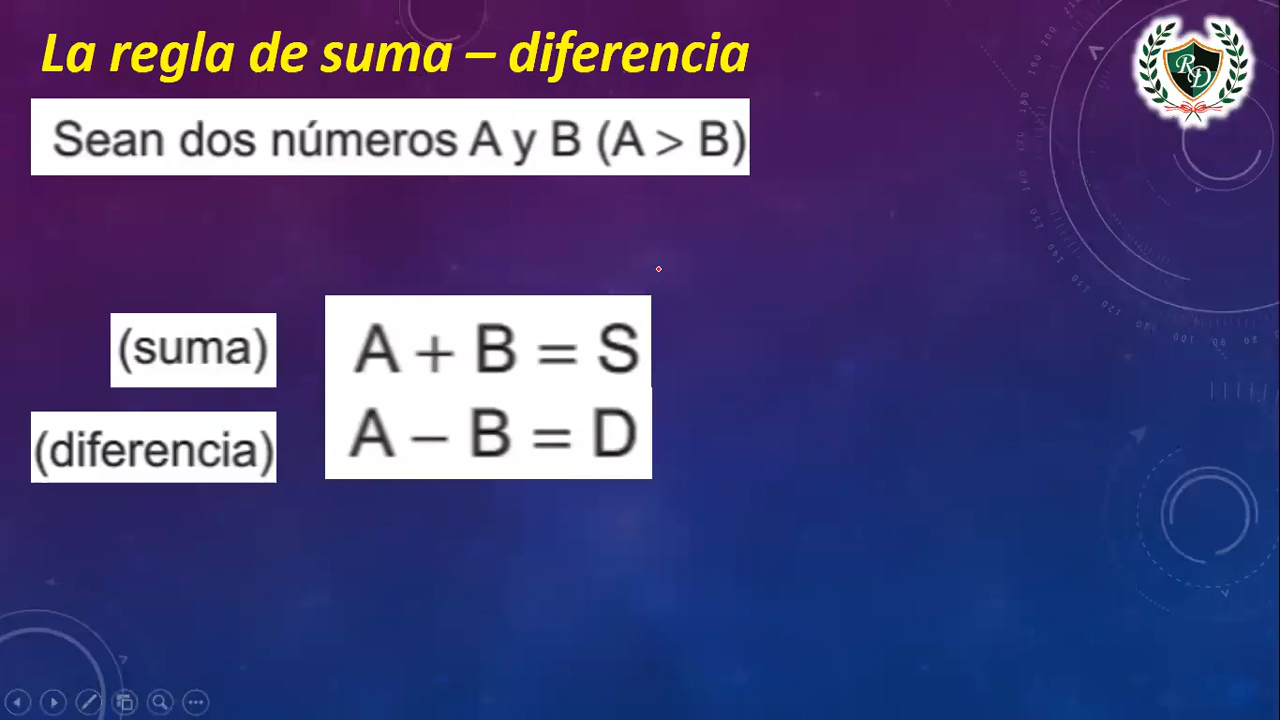 La regla de suma – diferencia
Sean dos números A y B (A > B)
(suma)
A + B = S
(diferencia)
A – B = D